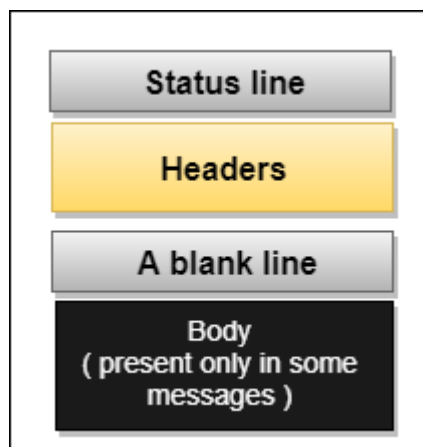 Status line
Headers
A blank line
Body
( present only in some
messages )